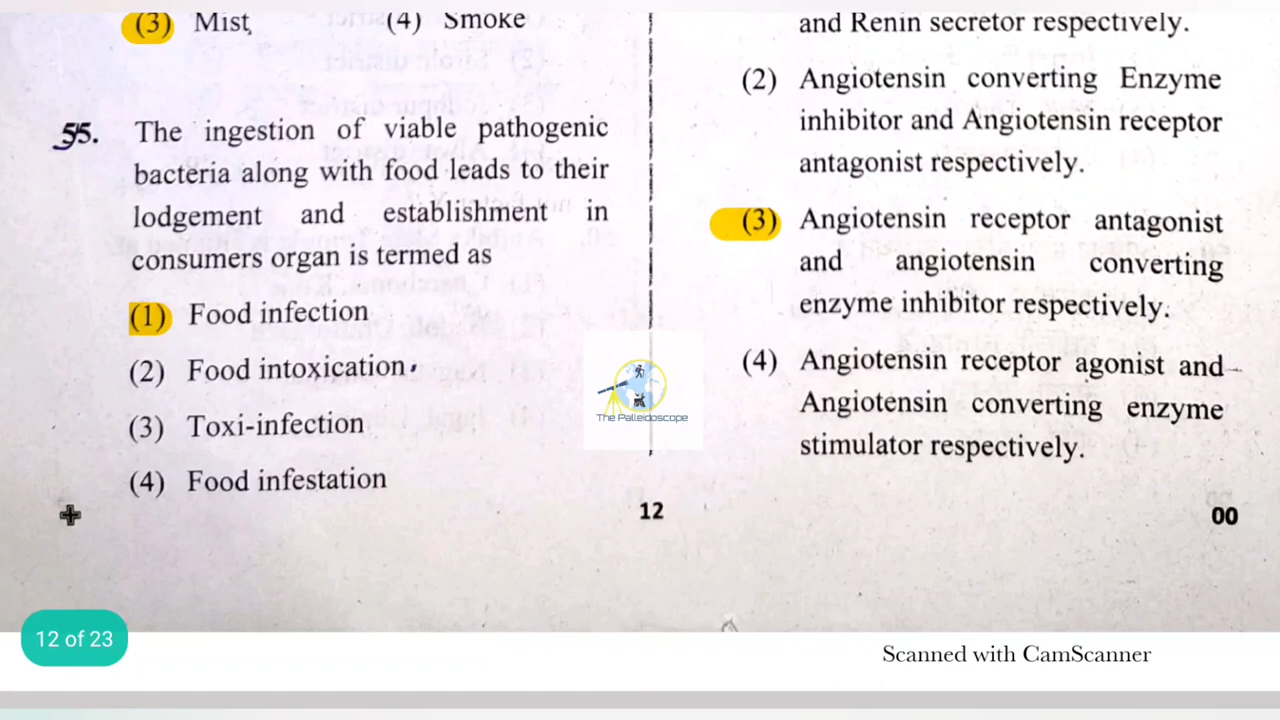 (3) Mist
(4) Smoke
55. The ingestion of viable pathogenic
bacteria along with food leads to their
lodgement and establishment in
consumers organ is termed as
(1) Food infection
(2) Food intoxication
(3) Toxi-infection
(4) Food infestation
and Renin secretor respectively.
(2) Angiotensin converting Enzyme
inhibitor and Angiotensin receptor
antagonist respectively.
(3) Angiotensin receptor antagonist
and angiotensin converting
enzyme inhibitor respectively.
(4) Angiotensin receptor agonist and
Angiotensin converting enzyme
stimulator respectively.
The Palleidoscope
12
00
12 of 23
Scanned with CamScanner